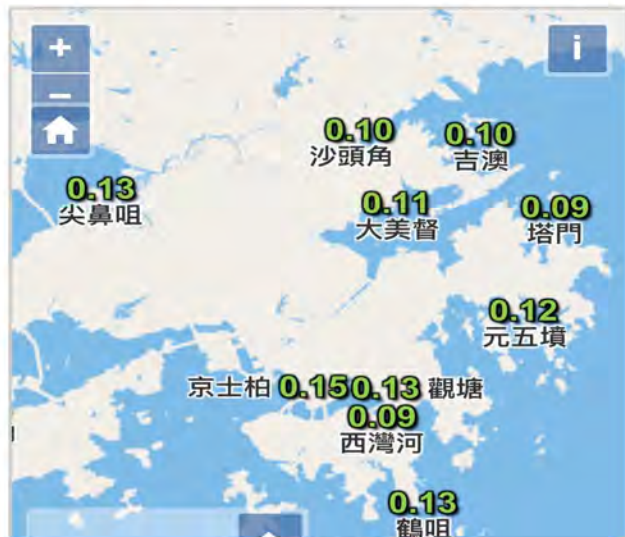 +
i
−
0.10
沙頭角
0.10
吉澳
0.13
尖鼻咀
0.11
大美督
0.09
塔門
0.12
元五墳
京士柏 0.15 0.13 觀塘
0.09
西灣河
0.13
鶴咀